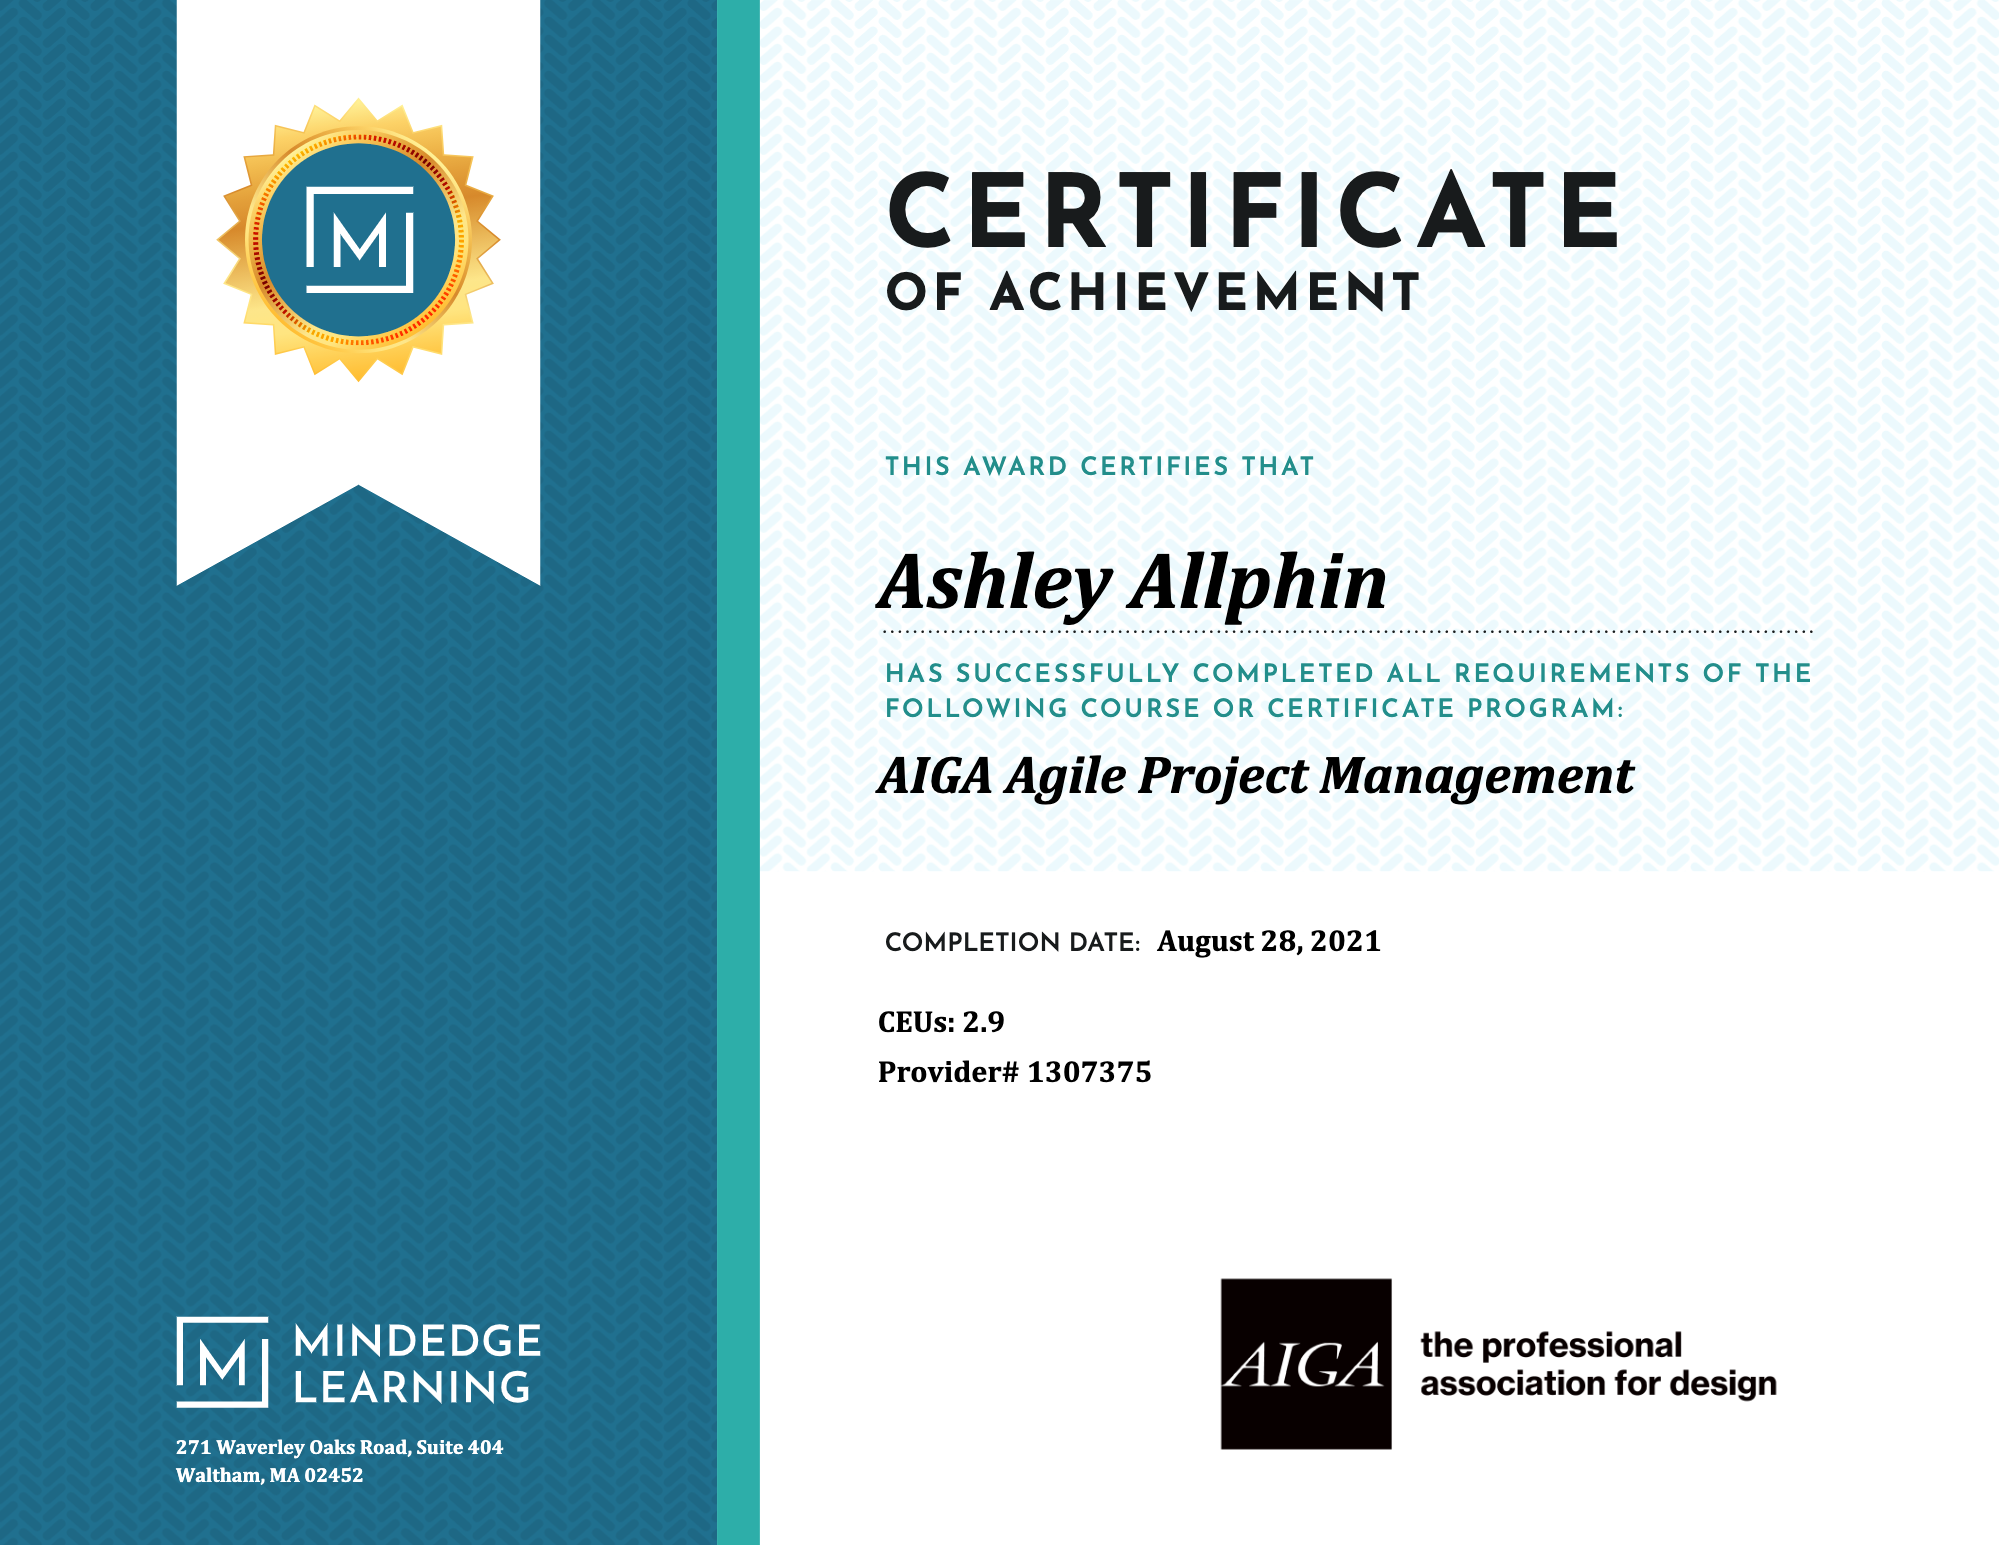 M
CERTIFICATE
OF ACHIEVEMENT
THIS AWARD CERTIFIES THAT
Ashley Allphin
HAS SUCCESSFULLY COMPLETED ALL REQUIREMENTS OF THE
FOLLOWING COURSE OR CERTIFICATE PROGRAM:
AIGA Agile Project Management
COMPLETION DATE: August 28, 2021
CEUs: 2.9
Provider# 1307375
M
MINDEDGE
LEARNING
271 Waverley Oaks Road, Suite 404
Waltham, MA 02452
AIGA
the professional
association for design